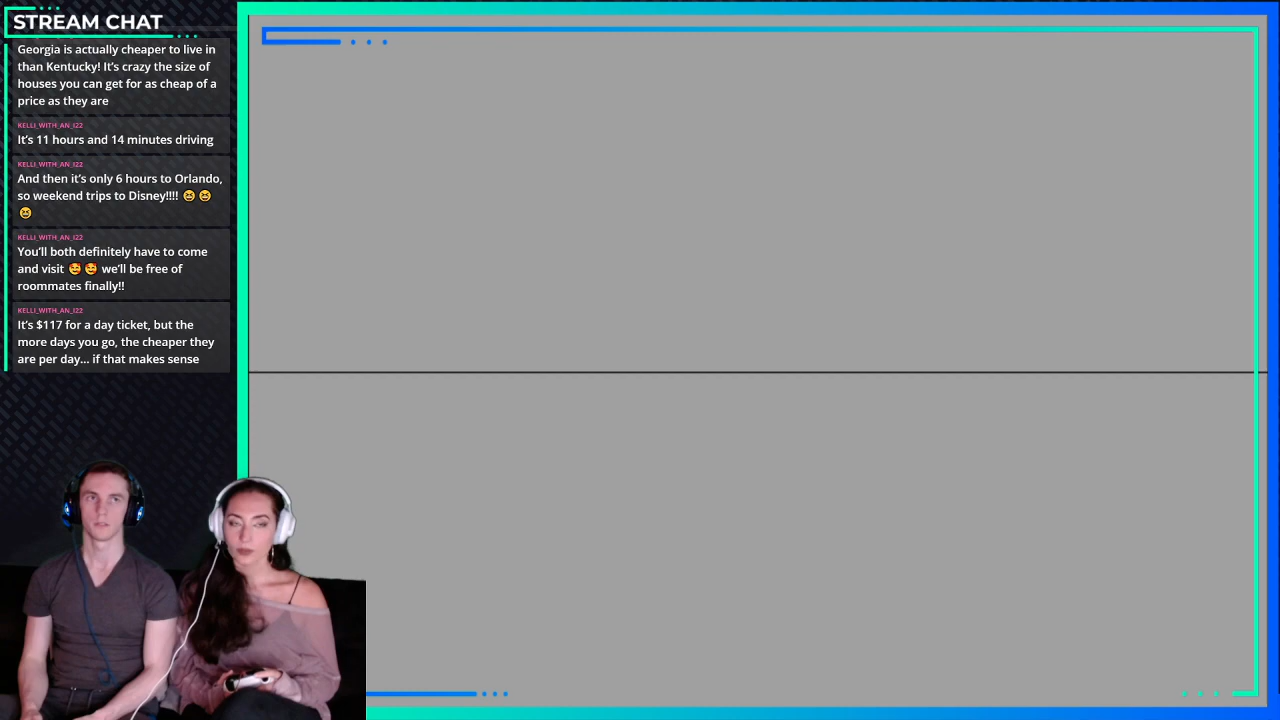 STREAM CHAT
Georgia is actually cheaper to live in
than Kentucky! It’s crazy the size of
houses you can get for as cheap of a
price as they are
KELLI_WITH_AN_I22
It’s 11 hours and 14 minutes driving
KELLI_WITH_AN_I22
And then it’s only 6 hours to Orlando,
so weekend trips to Disney!!!! 😆 😆
😆
KELLI_WITH_AN_I22
You’ll both definitely have to come
and visit 🥰 🥰 we’ll be free of
roommates finally!!
KELLI_WITH_AN_I22
It’s $117 for a day ticket, but the
more days you go, the cheaper they
are per day... if that makes sense